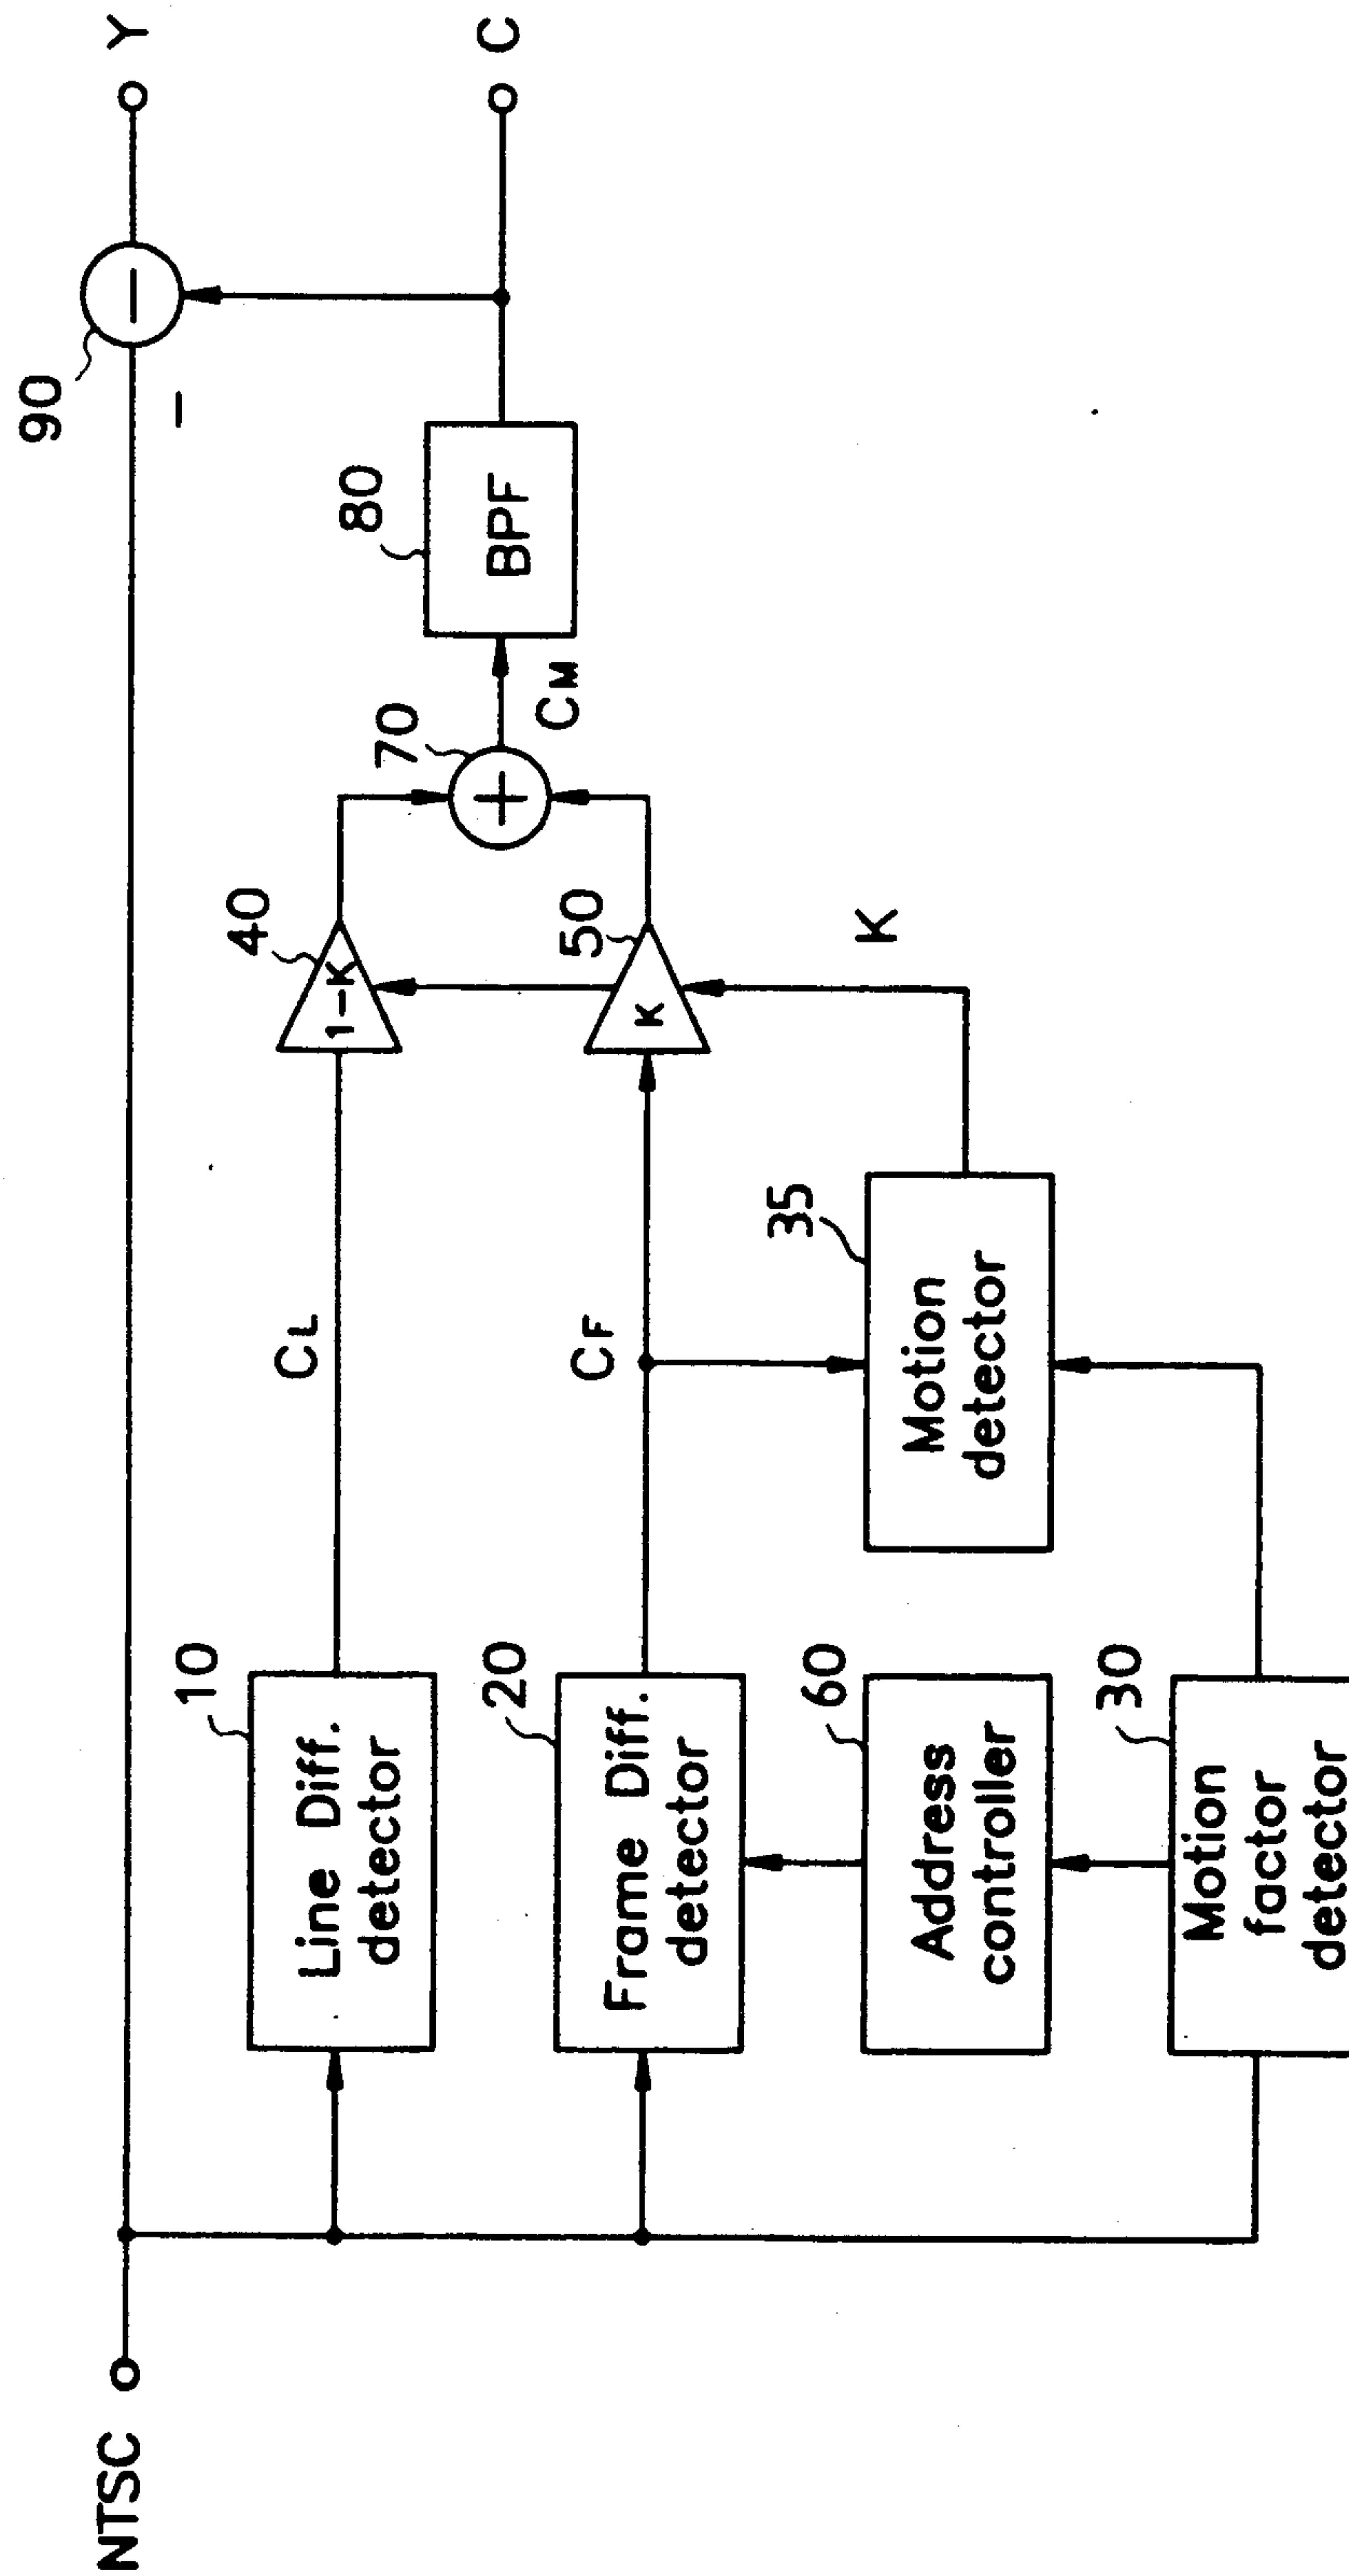 90
Y
80
BPF
C
70
+
CM
40
1-K
50
K
K
CL
CF
35
Motion
detector
10
Line Diff.
detector
20
Frame Diff.
detector
60
Address
controller
30
Motion
factor
detector
NTSC